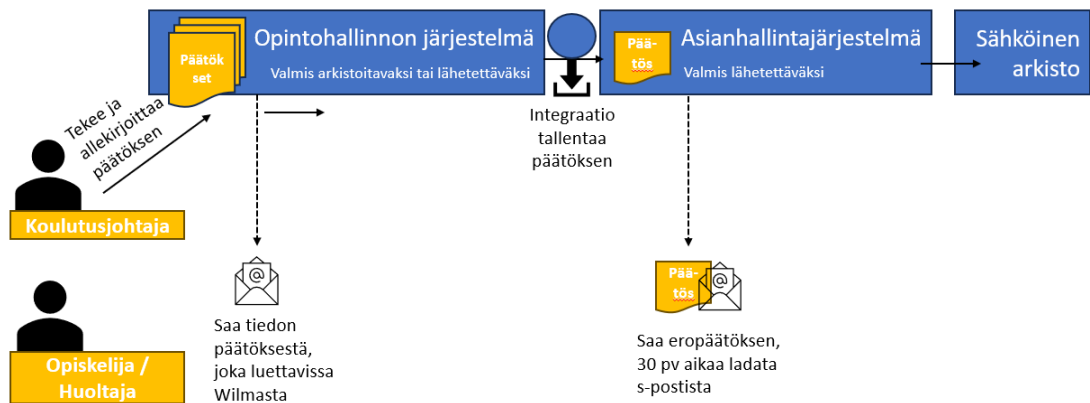 Päätök
set
Opintohallinnon järjestelmä
Valmis arkistoitavaksi tai lähetettäväksi
Pää-
tös
Asianhallintajärjestelmä
Valmis lähetettäväksi
Sähköinen
arkisto
Tekee ja
allekirjoittaa
päätöksen
Integraatio
tallentaa
päätöksen
Koulutusjohtaja
@
Saa tiedon
päätöksestä,
joka luettavissa
Wilmasta
Pää-
tös
@
Saa eropäätöksen,
30 pv aikaa ladata
s-postista
Opiskelija /
Huoltaja